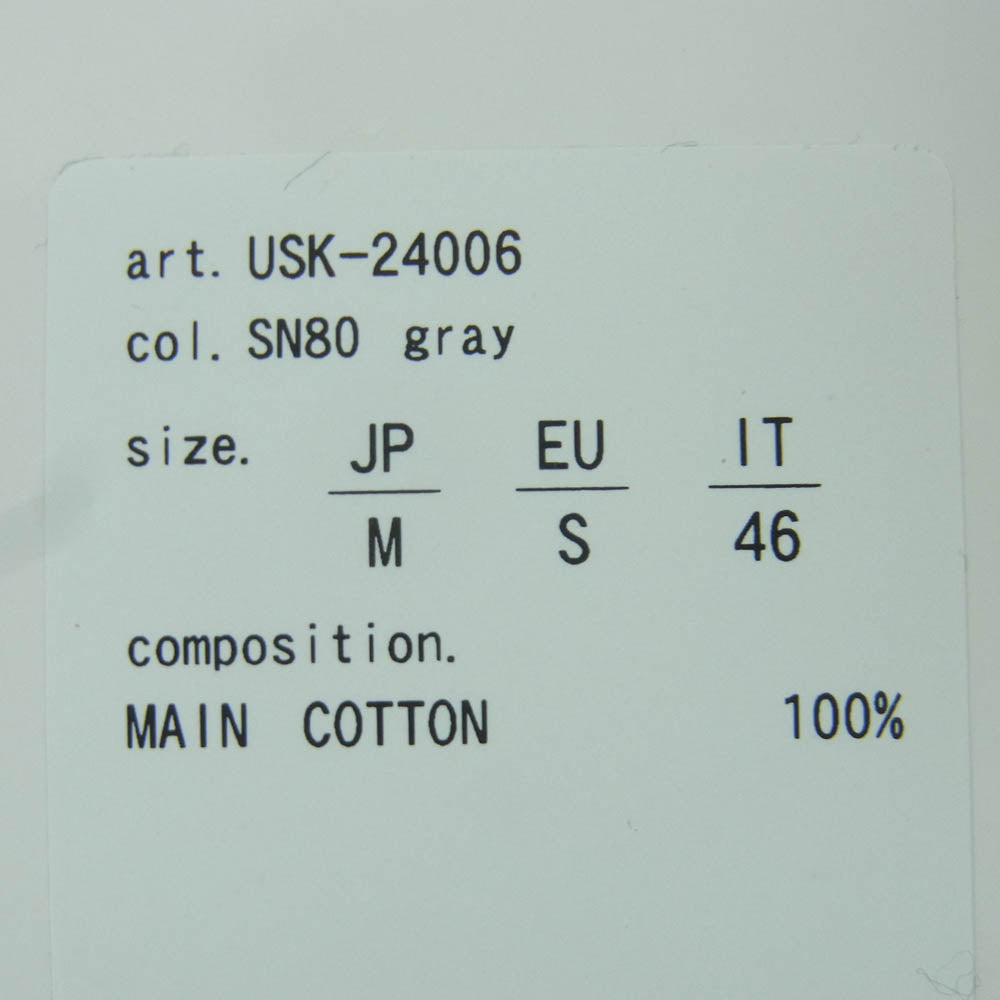 art. USK-24006
col. SN80 gray
size. JP EU IT
M S 46
composition.
MAIN COTTON 100%